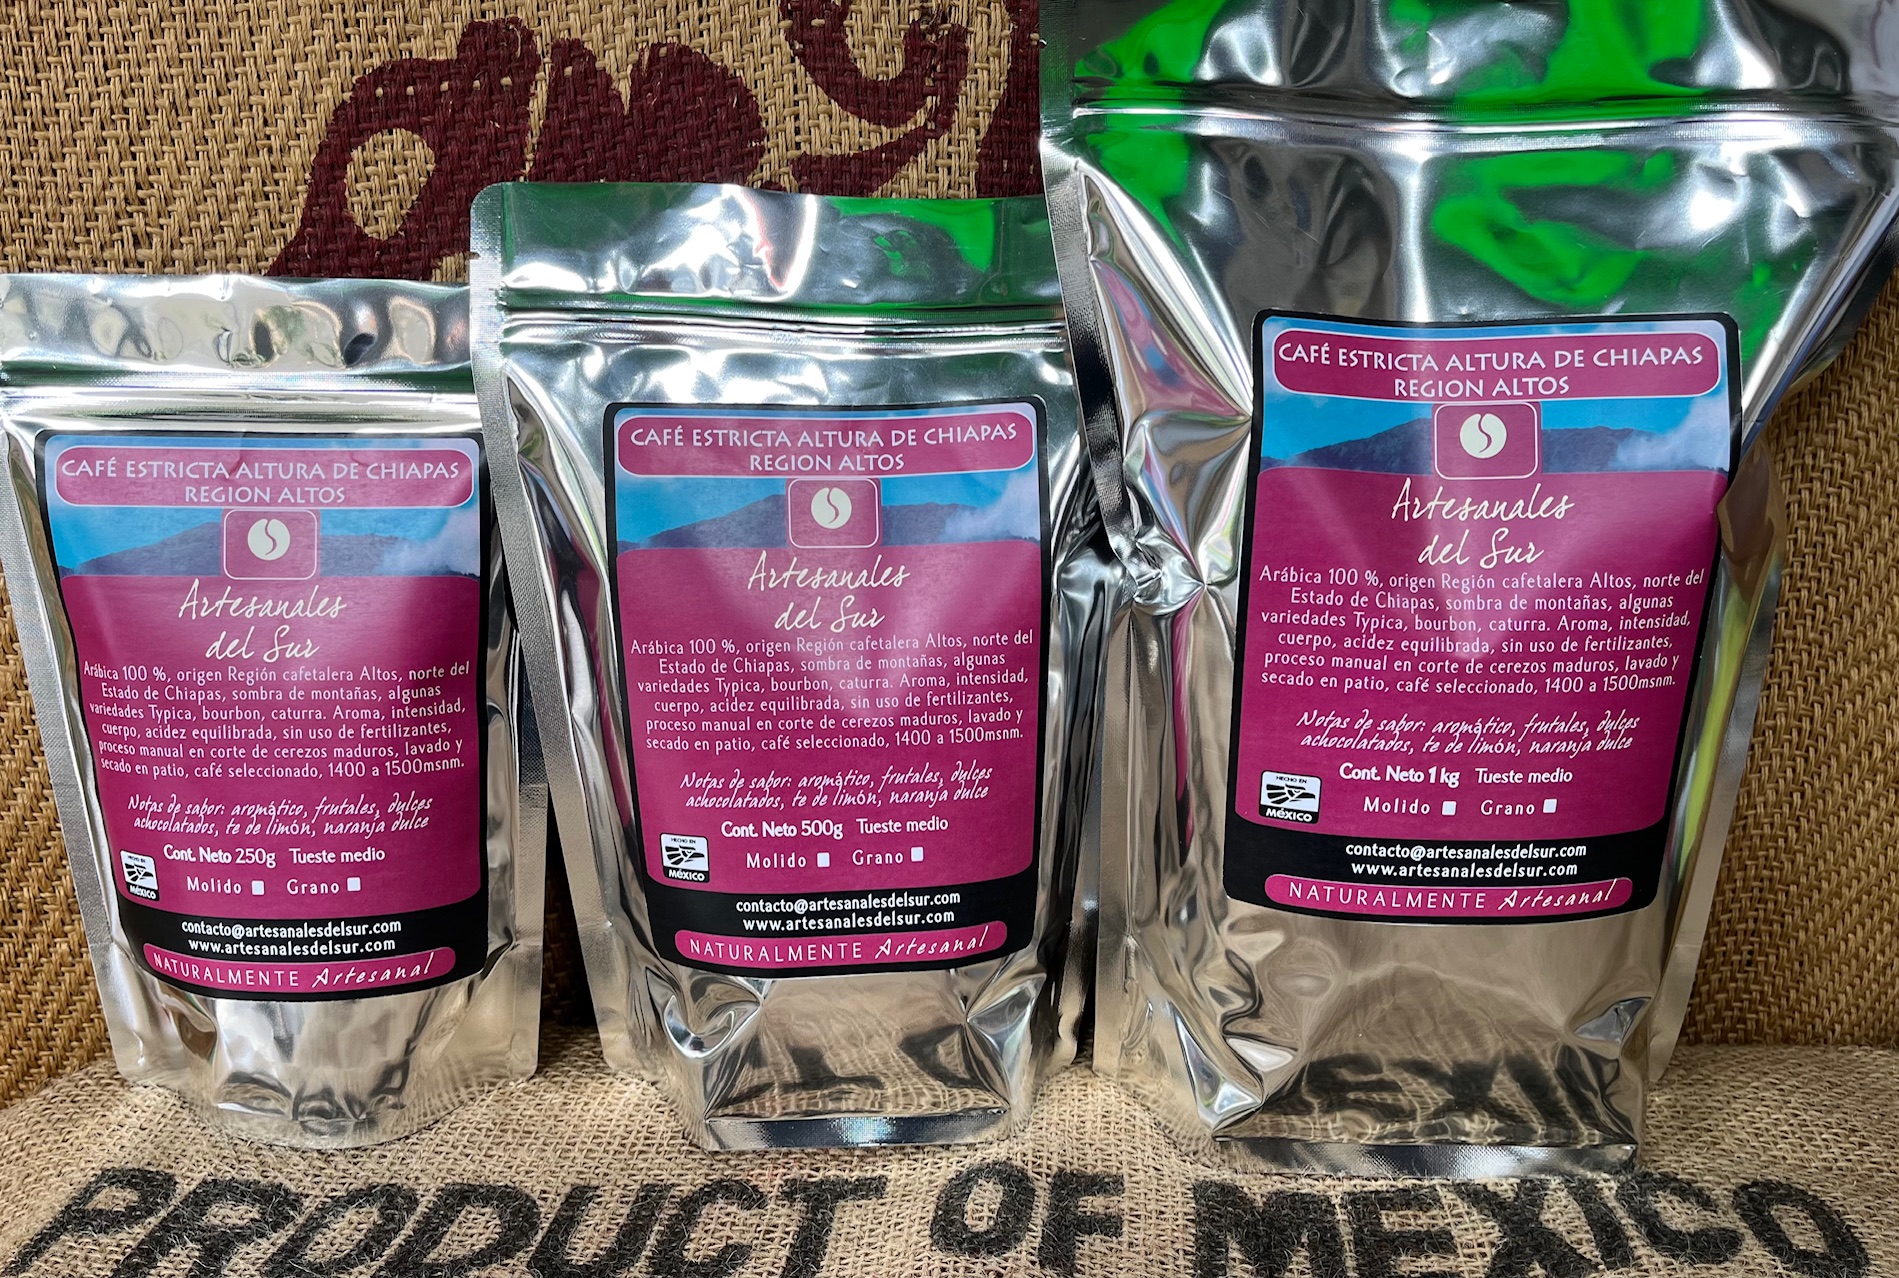 CAFÉ ESTRICTA ALTURA DE CHIAPAS
REGION ALTOS
Artesanales
del Sur
Arábica 100 %, origen Región cafetalera Altos, norte del
Estado de Chiapas, sombra de montañas, algunas
variedades Typica, bourbon, caturra. Aroma, intensidad,
cuerpo, acidez equilibrada, sin uso de fertilizantes,
proceso manual en corte de cerezos maduros, lavado y
secado en patio, café seleccionado, 1400 a 1500msnm.
Notas de sabor: aromático, frutales, dulces
achocolatados, te de limón, naranja dulce
Cont. Neto 250g Tueste medio
HECHO EN
MÉXICO
Molido Grano
contacto@artesanalesdelsur.com
www.artesanalesdelsur.com
NATURALMENTE Artesanal
CAFÉ ESTRICTA ALTURA DE CHIAPAS
REGION ALTOS
Artesanales
del Sur
Arábica 100 %, origen Región cafetalera Altos, norte del
Estado de Chiapas, sombra de montañas, algunas
variedades Typica, bourbon, caturra. Aroma, intensidad,
cuerpo, acidez equilibrada, sin uso de fertilizantes,
proceso manual en corte de cerezos maduros, lavado y
secado en patio, café seleccionado, 1400 a 1500msnm.
Notas de sabor: aromático, frutales, dulces
achocolatados, te de limón, naranja dulce
Cont. Neto 500g Tueste medio
HECHO EN
MÉXICO
Molido Grano
contacto@artesanalesdelsur.com
www.artesanalesdelsur.com
NATURALMENTE Artesanal
CAFÉ ESTRICTA ALTURA DE CHIAPAS
REGION ALTOS
Artesanales
del Sur
Arábica 100 %, origen Región cafetalera Altos, norte del
Estado de Chiapas, sombra de montañas, algunas
variedades Typica, bourbon, caturra. Aroma, intensidad,
cuerpo, acidez equilibrada, sin uso de fertilizantes,
proceso manual en corte de cerezos maduros, lavado y
secado en patio, café seleccionado, 1400 a 1500msnm.
Notas de sabor: aromático, frutales, dulces
achocolatados, te de limón, naranja dulce
Cont. Neto 1 kg Tueste medio
HECHO EN
MÉXICO
Molido Grano
contacto@artesanalesdelsur.com
www.artesanalesdelsur.com
NATURALMENTE Artesanal
PRODUCT OF MEXICO